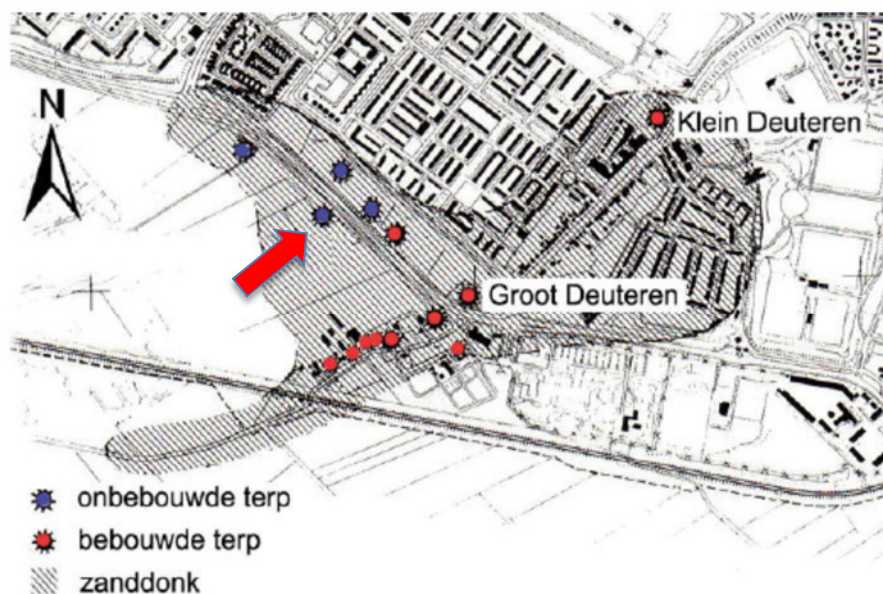 N
Klein Deuteren
Groot Deuteren
onbebouwde terp
bebouwde terp
zanddonk